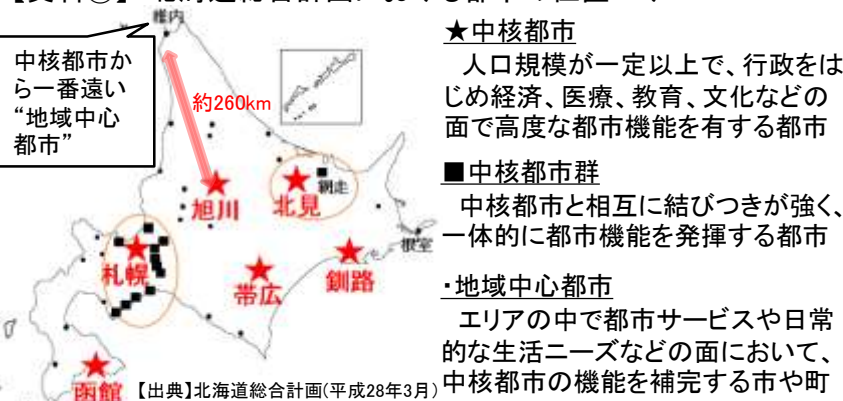 稚内
中核都市か
ら一番遠い
“地域中心
都市”
約260km
旭川
北見
網走
札幌
帯広
釧路
根室
函館
【出典】北海道総合計画(平成28年3月)
★中核都市
人口規模が一定以上で、行政をは
じめ経済、医療、教育、文化などの
面で高度な都市機能を有する都市
■中核都市群
中核都市と相互に結びつきが強く、
一体的に都市機能を発揮する都市
・地域中心都市
エリアの中で都市サービスや日常
的な生活ニーズなどの面において、
中核都市の機能を補完する市や町